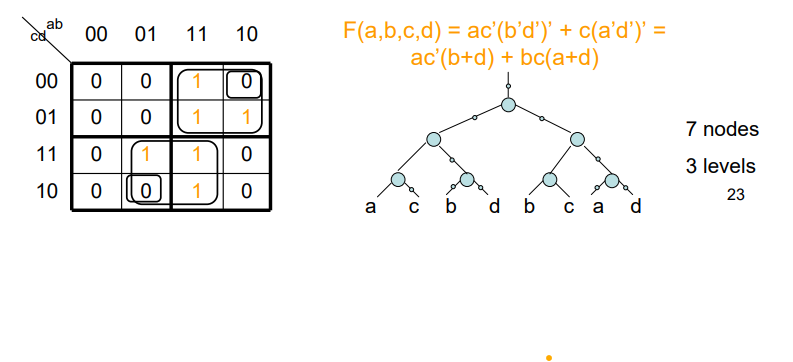 ab
cd
00 01 11 10
00 0 0 1 0
01 0 0 1 1
11 0 1 1 0
10 0 0 1 0
F(a,b,c,d) = ac’(b’d’)’ + c(a’d’)’ =
ac’(b+d) + bc(a+d)
7 nodes
3 levels
23
a c b d b c a d